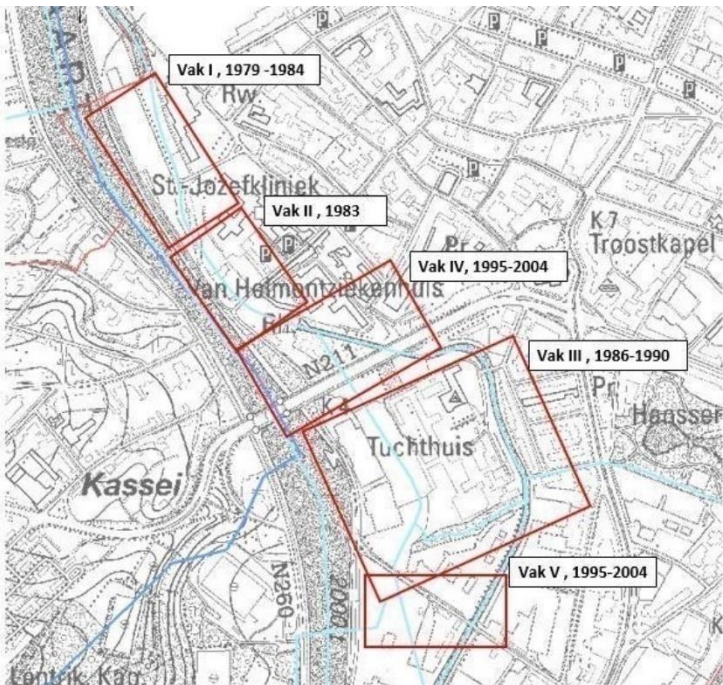 Vak I , 1979 -1984
Rw
St.-Jozefkliniek
Vak II , 1983
K 7
Troostkapel
Pr
Vak IV, 1995-2004
Van Helmontziekenhuis
N211
Vak III , 1986-1990
Pr
Hanssen
Tuchthuis
Kassei
Vak V , 1995-2004
N260
P
P
P
P
P
P
P
P